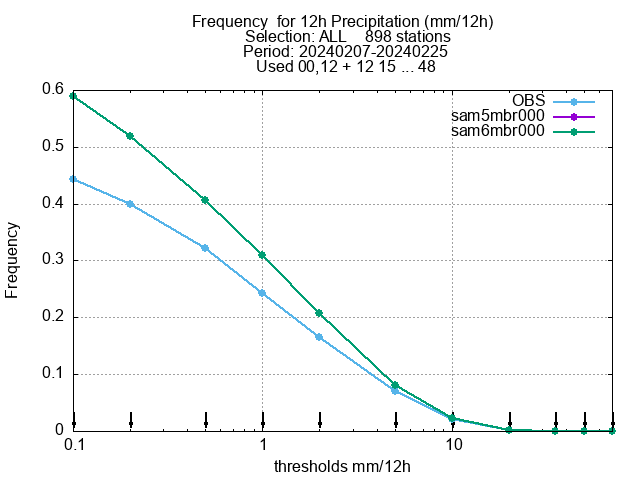 Frequency  for 12h Precipitation (mm/12h)
Selection: ALL    898 stations
Period: 20240207-20240225
Used 00,12 + 12 15 ... 48
OBS
sam5mbr000
sam6mbr000
0.6
0.5
0.4
0.3
0.2
0.1
0
Frequency
0.1 1 10
thresholds mm/12h